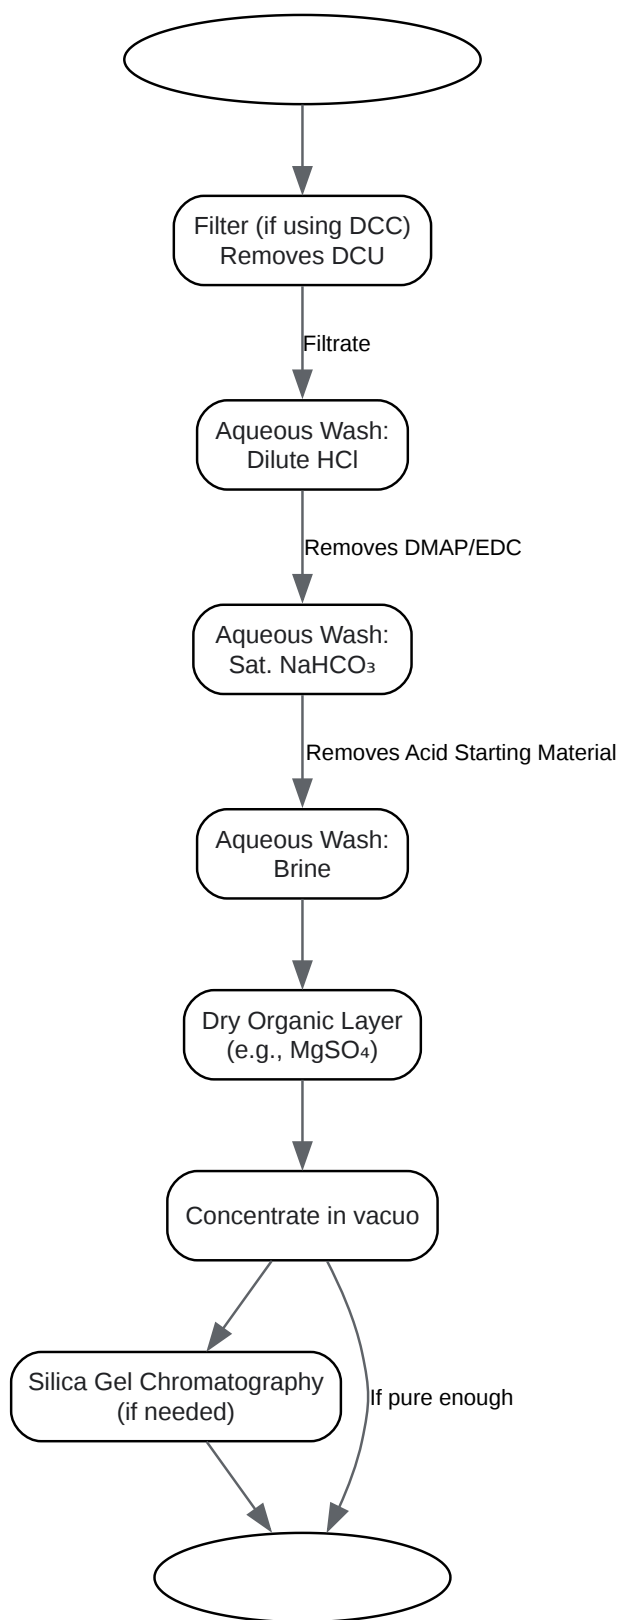 Filter (if using DCC)
Removes DCU
Filtrate
Aqueous Wash:
Dilute HCl
Removes DMAP/EDC
Aqueous Wash:
Sat. NaHCO₃
Removes Acid Starting Material
Aqueous Wash:
Brine
Dry Organic Layer
(e.g., MgSO₄)
Concentrate in vacuo
Silica Gel Chromatography
(if needed)
If pure enough